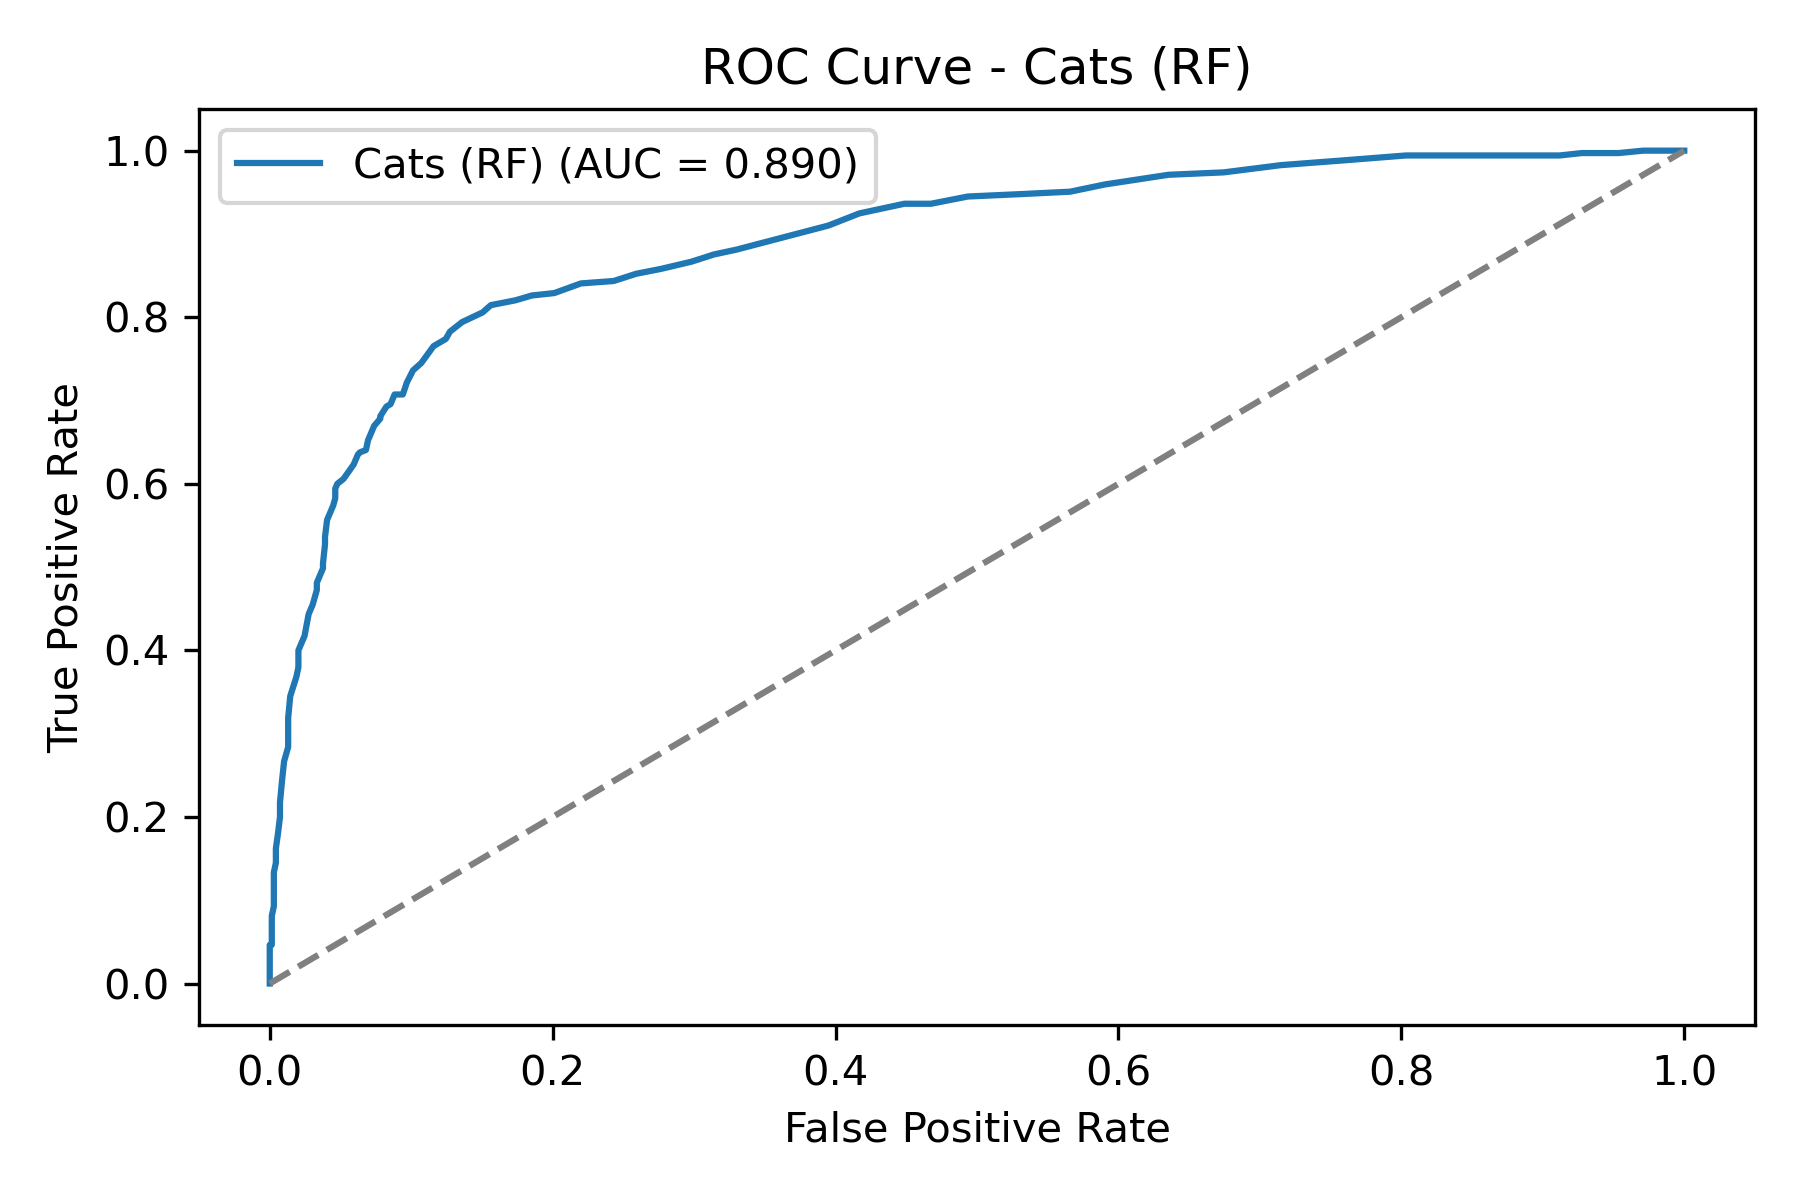 ROC Curve - Cats (RF)
Cats (RF) (AUC = 0.890)
True Positive Rate
1.0
0.8
0.6
0.4
0.2
0.0
0.0 0.2 0.4 0.6 0.8 1.0
False Positive Rate